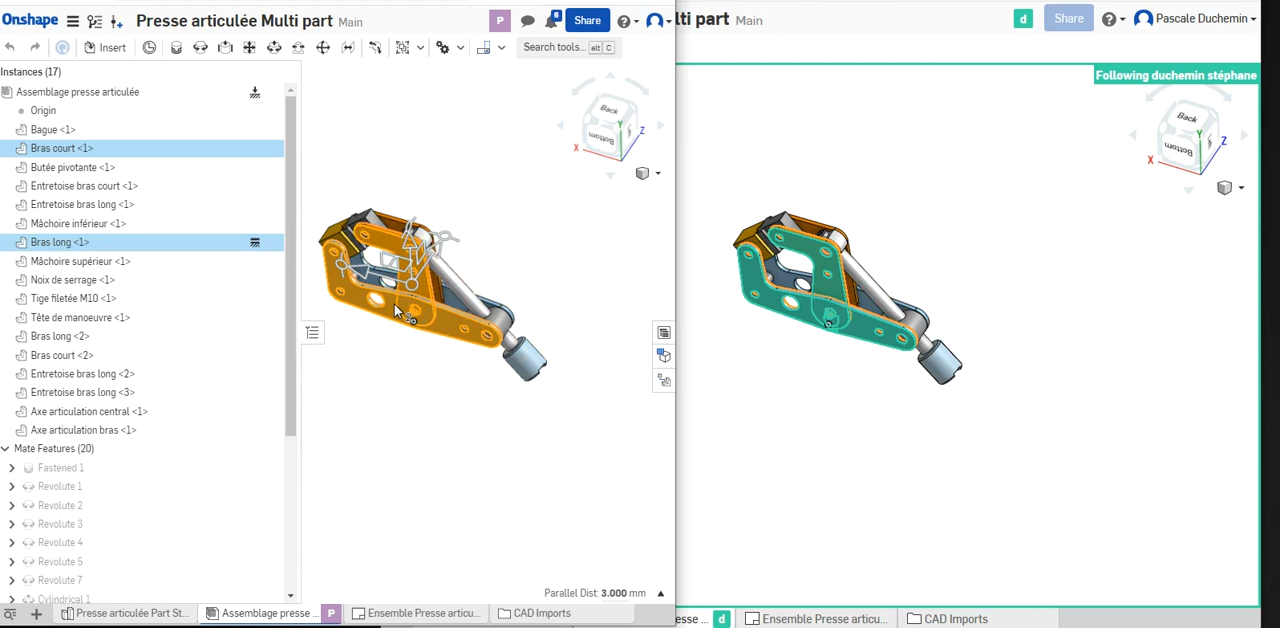 Onshape Presse articulée Multi part Main P Share
Insert Search tools... alt C
Instances (17)
Assemblage presse articulée
Origin
Bague <1>
Bras court <1>
Butée pivotante <1>
Entretoise bras court <1>
Entretoise bras long <1>
Mâchoire inférieur <1>
Bras long <1>
Mâchoire supérieur <1>
Noix de serrage <1>
Tige filetée M10 <1>
Tête de manoeuvre <1>
Bras long <2>
Bras court <2>
Entretoise bras long <2>
Entretoise bras long <3>
Axe articulation central <1>
Axe articulation bras <1>
Mate Features (20)
Fastened 1
Revolute 1
Revolute 2
Revolute 3
Revolute 4
Revolute 5
Revolute 7
Cylindrical 1
Back
Bottom
X Y Z
Parallel Dist: 3.000 mm
Presse articulée Part St... Assemblage presse ... P Ensemble Presse articu... CAD Imports
lti part Main d Share Pascale Duchemin
Following duchemin stéphane
Back
Bottom
X Y Z
esse ... d Ensemble Presse articu... CAD Imports